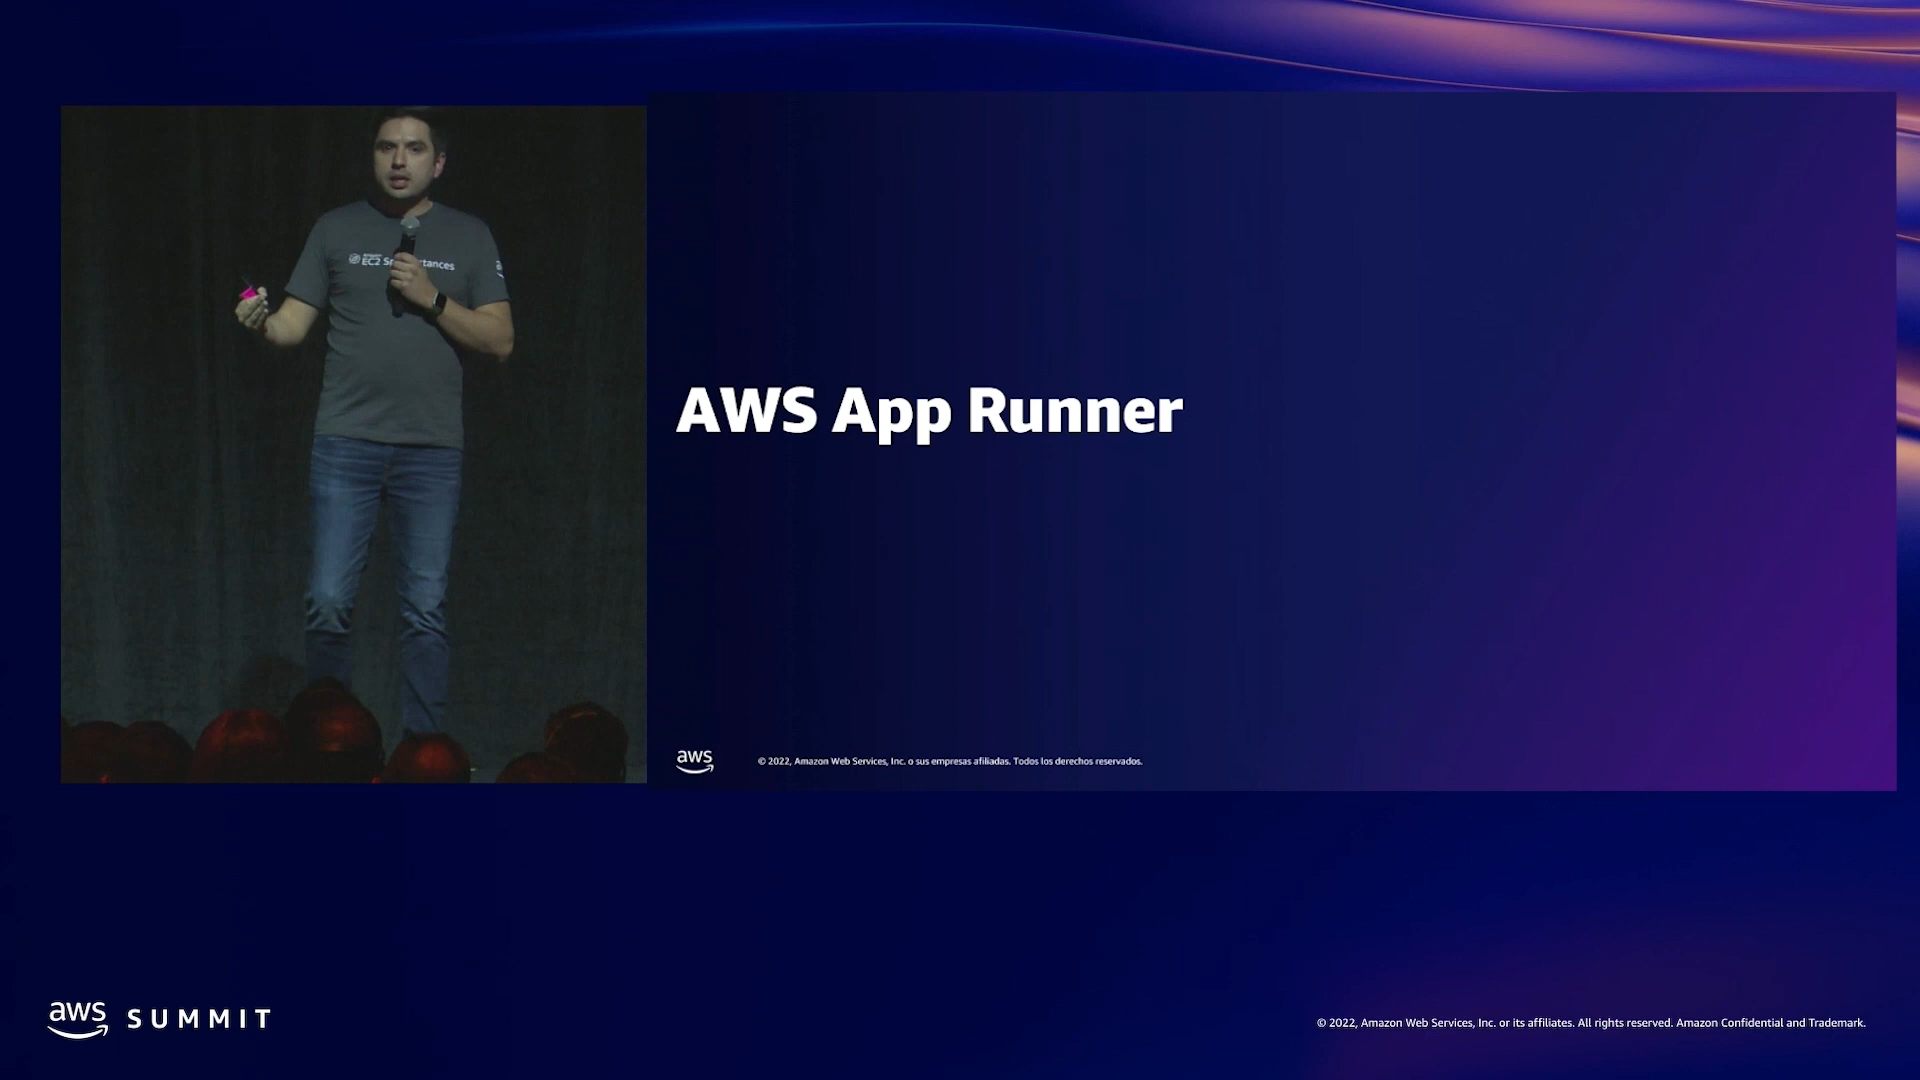 EC2
AWS App Runner
aws
© 2022, Amazon Web Services, Inc. o sus empresas afiliadas. Todos los derechos reservados.
aws SUMMIT
© 2022, Amazon Web Services, Inc. or its affiliates. All rights reserved. Amazon Confidential and Trademark.